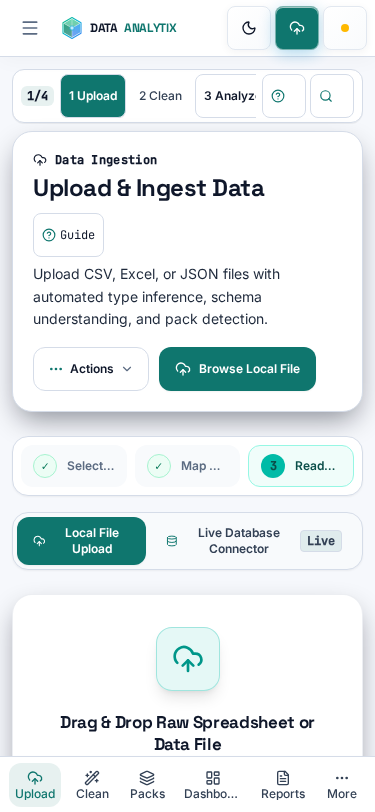 DATA ANALYTIX
1/4 1 Upload 2 Clean 3 Analyz
Data Ingestion
Upload & Ingest Data
Guide
Upload CSV, Excel, or JSON files with
automated type inference, schema
understanding, and pack detection.
Actions
Browse Local File
✓ Select...
✓ Map ...
3 Read...
Local File
Upload
Live Database
Connector
Live
Drag & Drop Raw Spreadsheet or
Data File
Upload Clean Packs Dashbo... Reports More